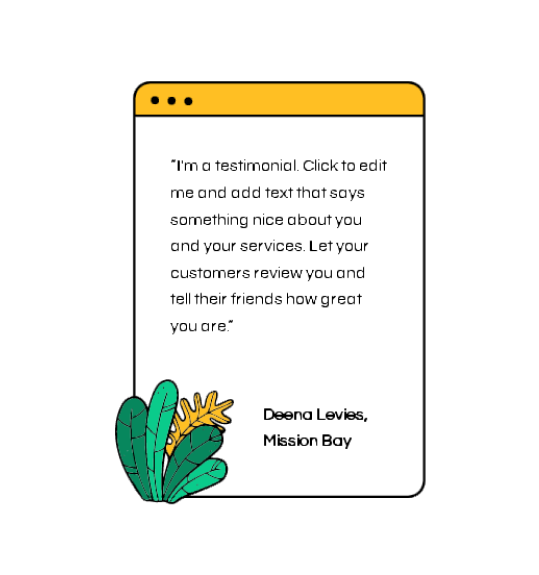 "I'm a testimonial. Click to edit
me and add text that says
something nice about you
and your services. Let your
customers review you and
tell their friends how great
you are."
Deena Levies,
Mission Bay